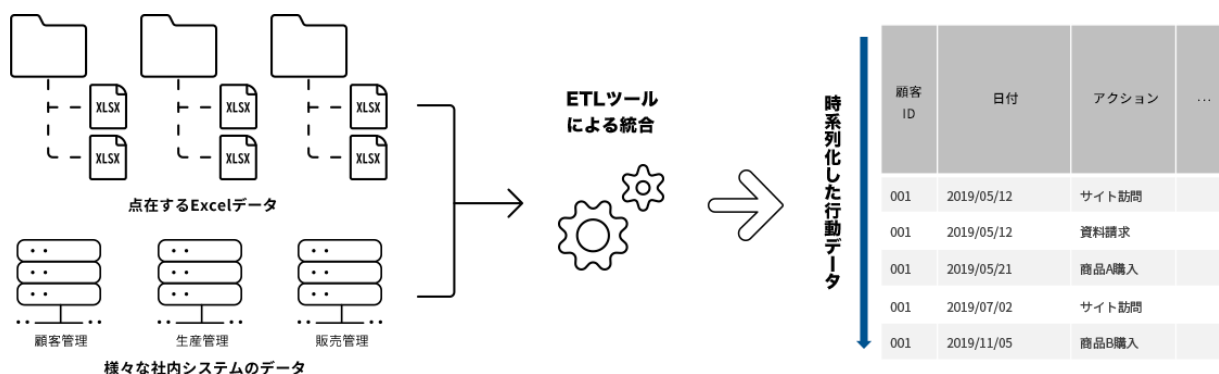 XLSX
XLSX
XLSX
XLSX
XLSX
XLSX
点在するExcelデータ
顧客管理
生産管理
販売管理
様々な社内システムのデータ
ETLツール
による統合
時系列化した行動データ
顧客
ID
日付
アクション
...
001 2019/05/12 サイト訪問
001 2019/05/12 資料請求
001 2019/05/21 商品A購入
001 2019/07/02 サイト訪問
001 2019/11/05 商品B購入